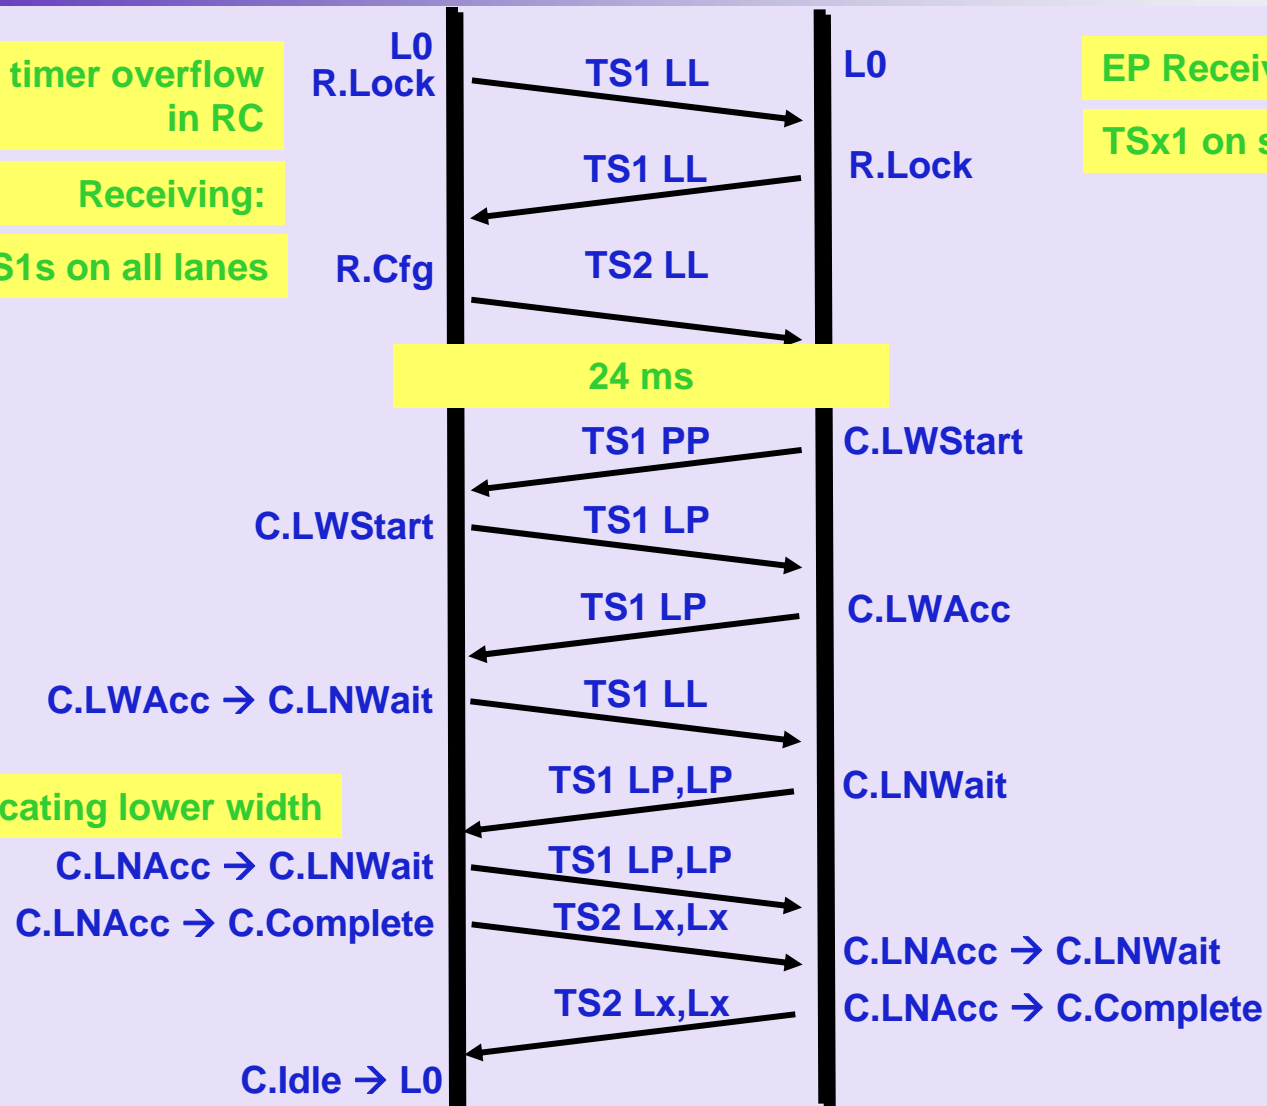 L0
R.Lock
TS1 LL
L0
timer overflow
in RC
EP
TSx1 on
TS1 LL
R.Lock
Receiving:
on all lanes
R.Cfg
TS2 LL
24 ms
TS1 PP
C.LWStart
C.LWStart
TS1 LP
TS1 LP
C.LWAcc
C.LWAcc → C.LNWait
TS1 LL
TS1 LP,LP
C.LNWait
lower width
C.LNAcc → C.LNWait
TS1 LP,LP
C.LNAcc → C.Complete
TS2 Lx,Lx
C.LNAcc → C.LNWait
TS2 Lx,Lx
C.LNAcc → C.Complete
C.Idle → L0